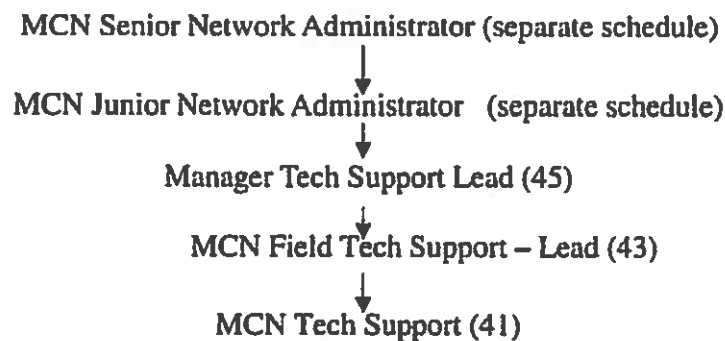 MCN Senior Network Administrator (separate schedule)
MCN Junior Network Administrator (separate schedule)
Manager Tech Support Lead (45)
MCN Field Tech Support – Lead (43)
MCN Tech Support (41)